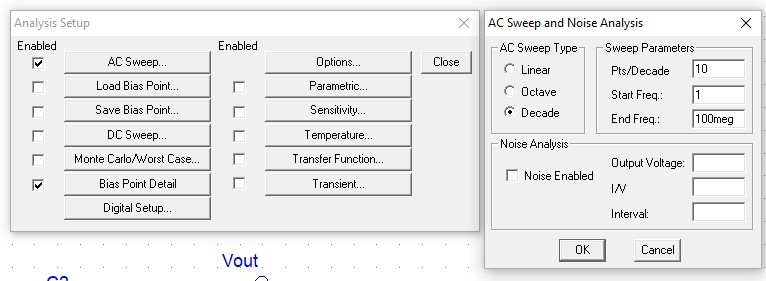 Analysis Setup
Enabled Enabled
AC Sweep... Options... Close
Load Bias Point... Parametric...
Save Bias Point... Sensitivity...
DC Sweep... Temperature...
Monte Carlo/Worst Case... Transfer Function...
Bias Point Detail Transient...
Digital Setup...
AC Sweep and Noise Analysis
AC Sweep Type Sweep Parameters
Linear Pts/Decade 10
Octave Start Freq.: 1
Decade End Freq.: 100meg
Noise Analysis
Noise Enabled Output Voltage:
I/V
Interval:
OK Cancel
Vout